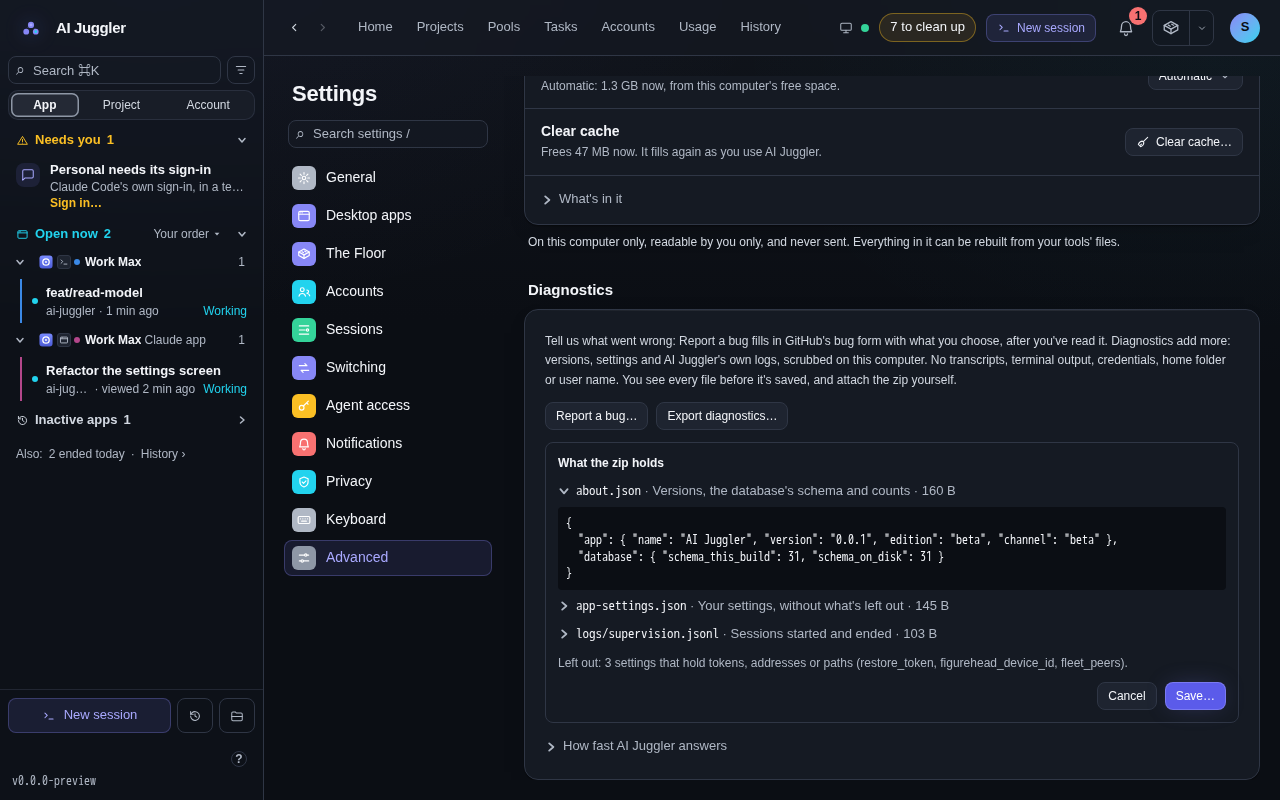 AI Juggler
Search ⌘K
App
Project
Account
Needs you 1
Personal needs its sign-in
Claude Code's own sign-in, in a te…
Sign in…
Open now 2
Your order
Work Max
1
feat/read-model
ai-juggler · 1 min ago
Working
Work Max Claude app
1
Refactor the settings screen
ai-jug… · viewed 2 min ago
Working
Inactive apps 1
Also: 2 ended today · History ›
New session
?
v0.0.0-preview
Home
Projects
Pools
Tasks
Accounts
Usage
History
7 to clean up
New session
1
S
Settings
Search settings /
General
Desktop apps
The Floor
Accounts
Sessions
Switching
Agent access
Notifications
Privacy
Keyboard
Advanced
Automatic: 1.3 GB now, from this computer's free space.
Automatic
Clear cache
Frees 47 MB now. It fills again as you use AI Juggler.
Clear cache…
What's in it
On this computer only, readable by you only, and never sent. Everything in it can be rebuilt from your tools' files.
Diagnostics
Tell us what went wrong: Report a bug fills in GitHub's bug form with what you choose, after you've read it. Diagnostics add more:
versions, settings and AI Juggler's own logs, scrubbed on this computer. No transcripts, terminal output, credentials, home folder
or user name. You see every file before it's saved, and attach the zip yourself.
Report a bug…
Export diagnostics…
What the zip holds
about.json · Versions, the database's schema and counts · 160 B
{
"app": { "name": "AI Juggler", "version": "0.0.1", "edition": "beta", "channel": "beta" },
"database": { "schema_this_build": 31, "schema_on_disk": 31 }
}
app-settings.json · Your settings, without what's left out · 145 B
logs/supervision.jsonl · Sessions started and ended · 103 B
Left out: 3 settings that hold tokens, addresses or paths (restore_token, figurehead_device_id, fleet_peers).
Cancel
Save…
How fast AI Juggler answers